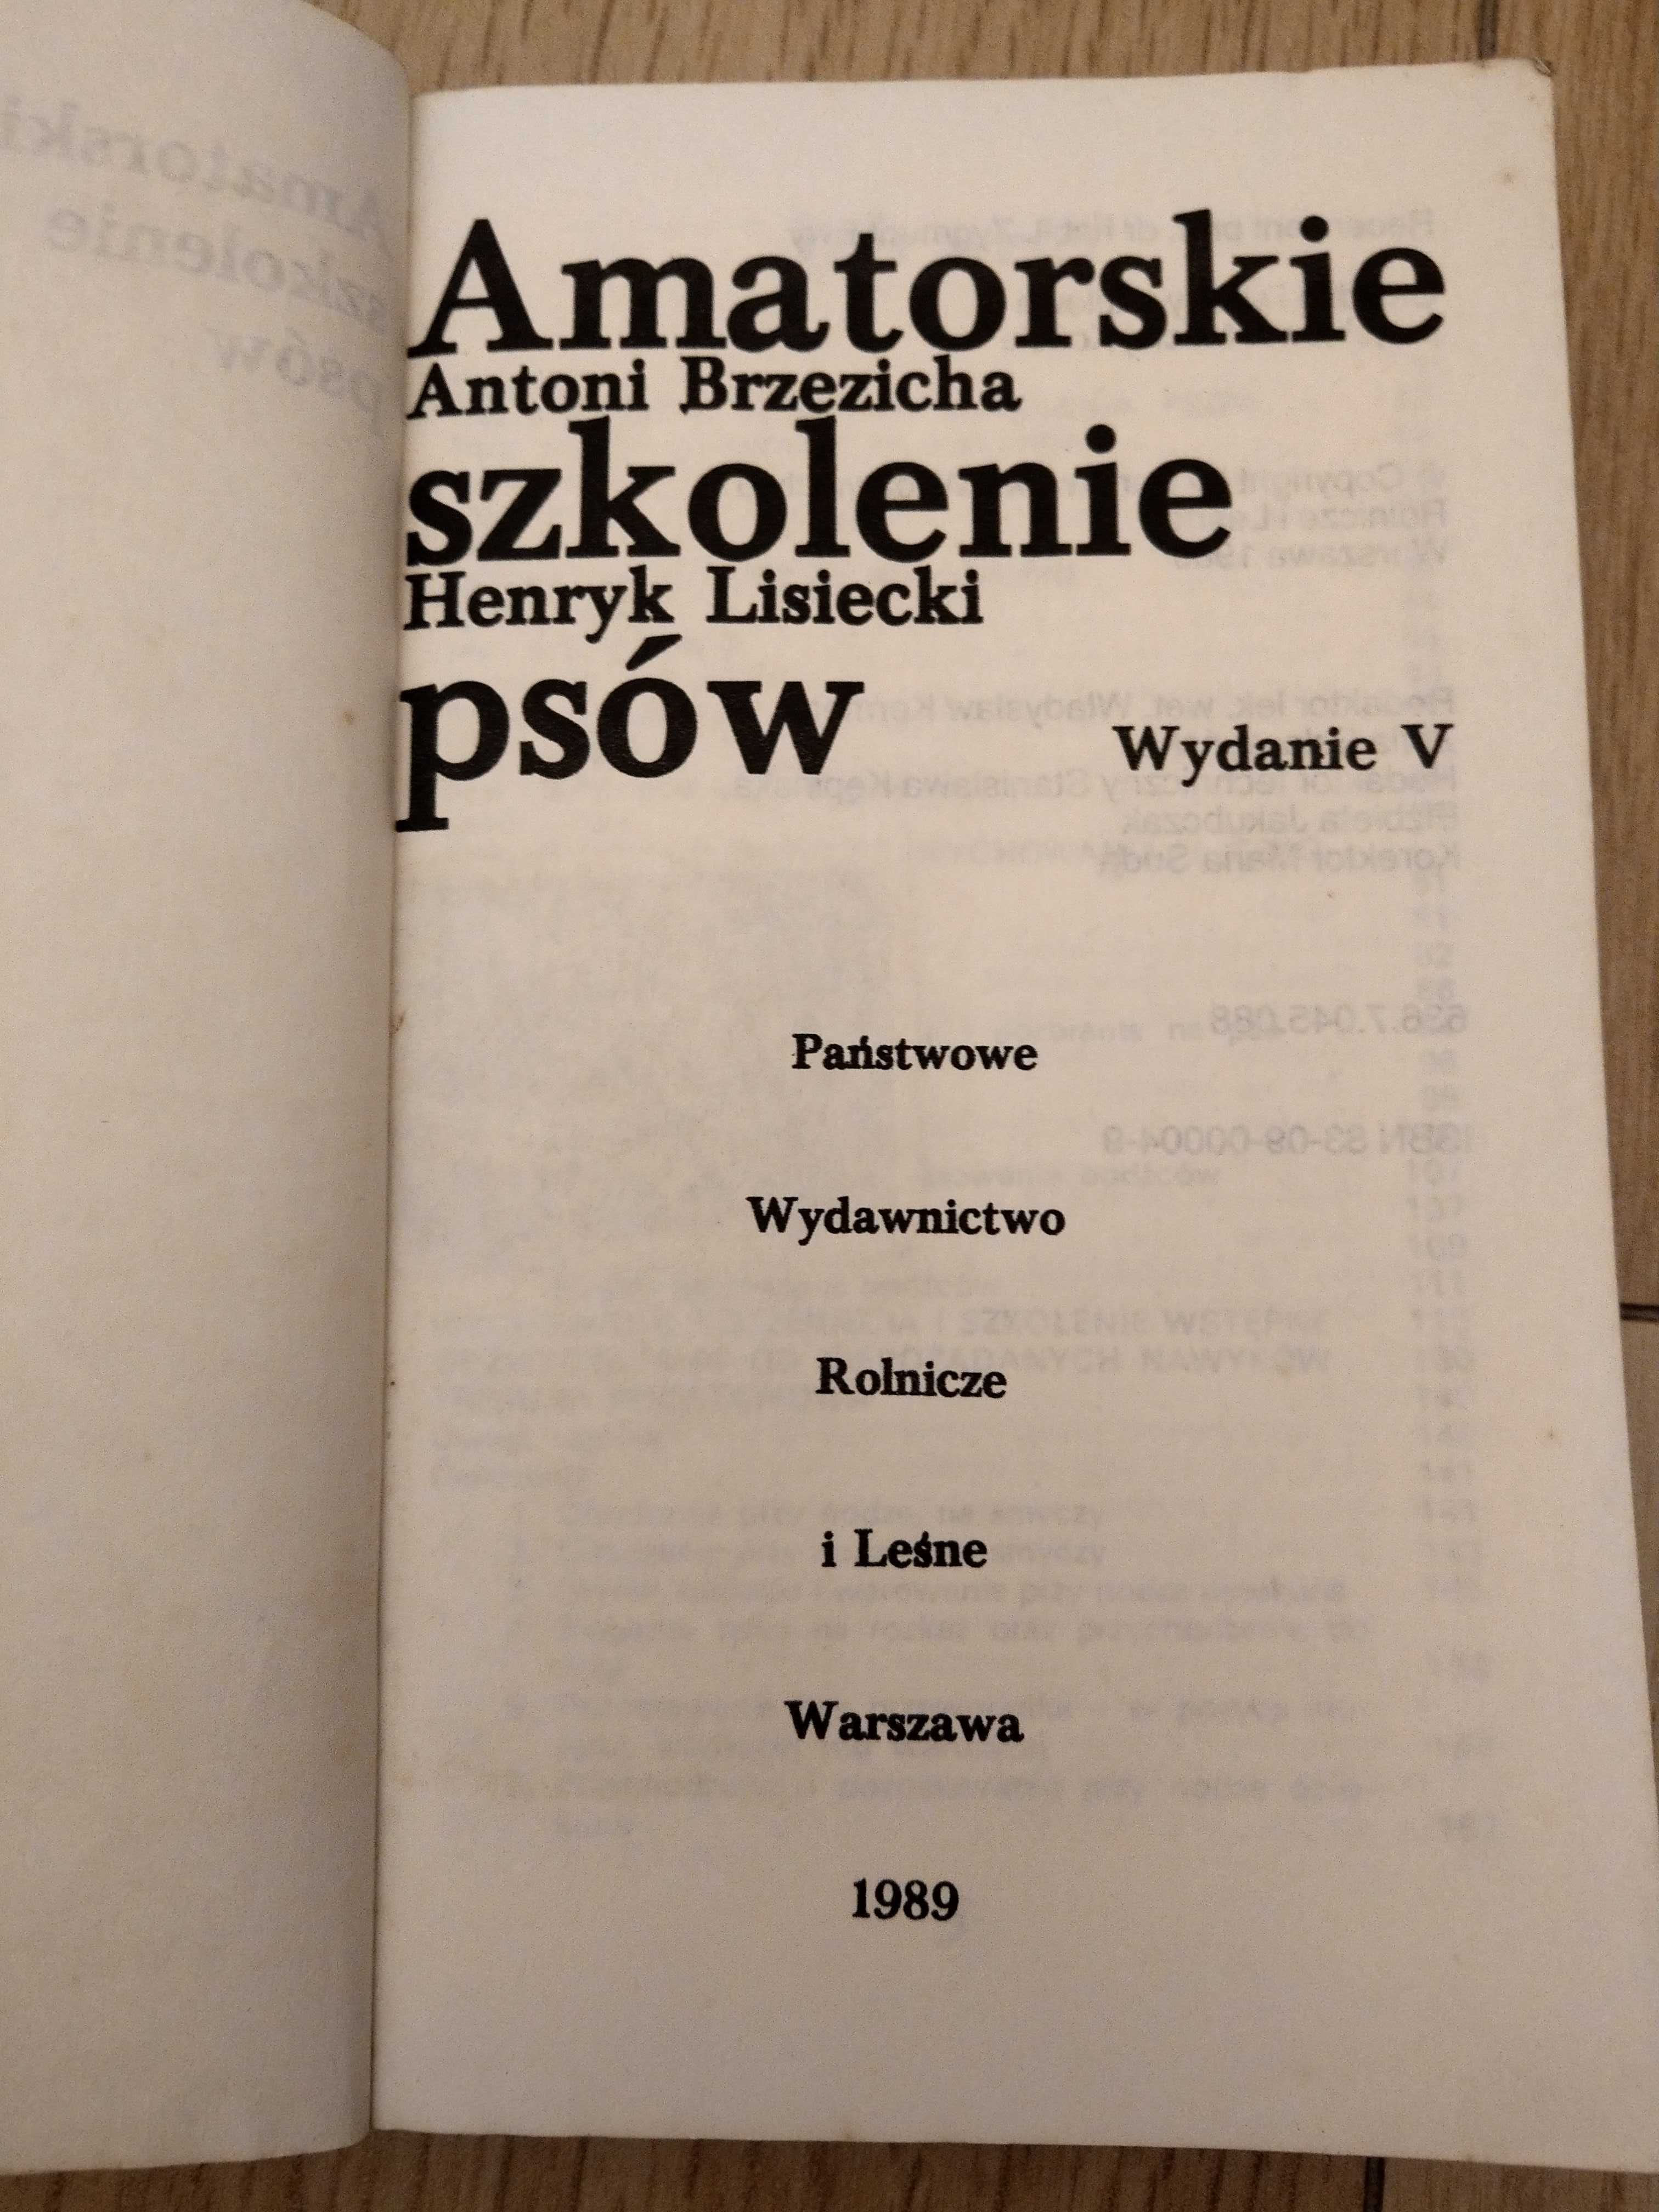 Amatorskie
Antoni Brzezicha
szkolenie
Henryk Lisiecki
psów
Wydanie V
Państwowe
Wydawnictwo
Rolnicze
i Leśne
Warszawa
1989